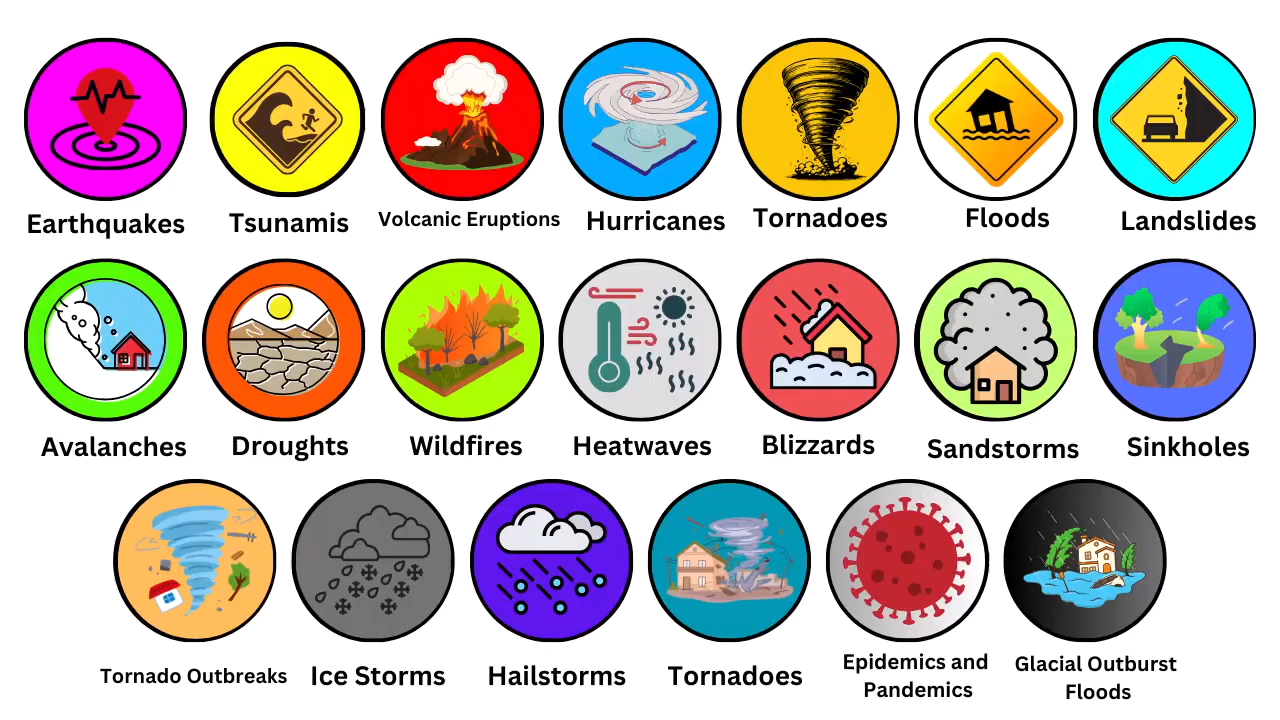 Earthquakes
Tsunamis
Volcanic Eruptions
Hurricanes
Tornadoes
Floods
Landslides
Avalanches
Droughts
Wildfires
Heatwaves
Blizzards
Sandstorms
Sinkholes
Tornado Outbreaks
Ice Storms
Hailstorms
Tornadoes
Epidemics and
Pandemics
Glacial Outburst
Floods